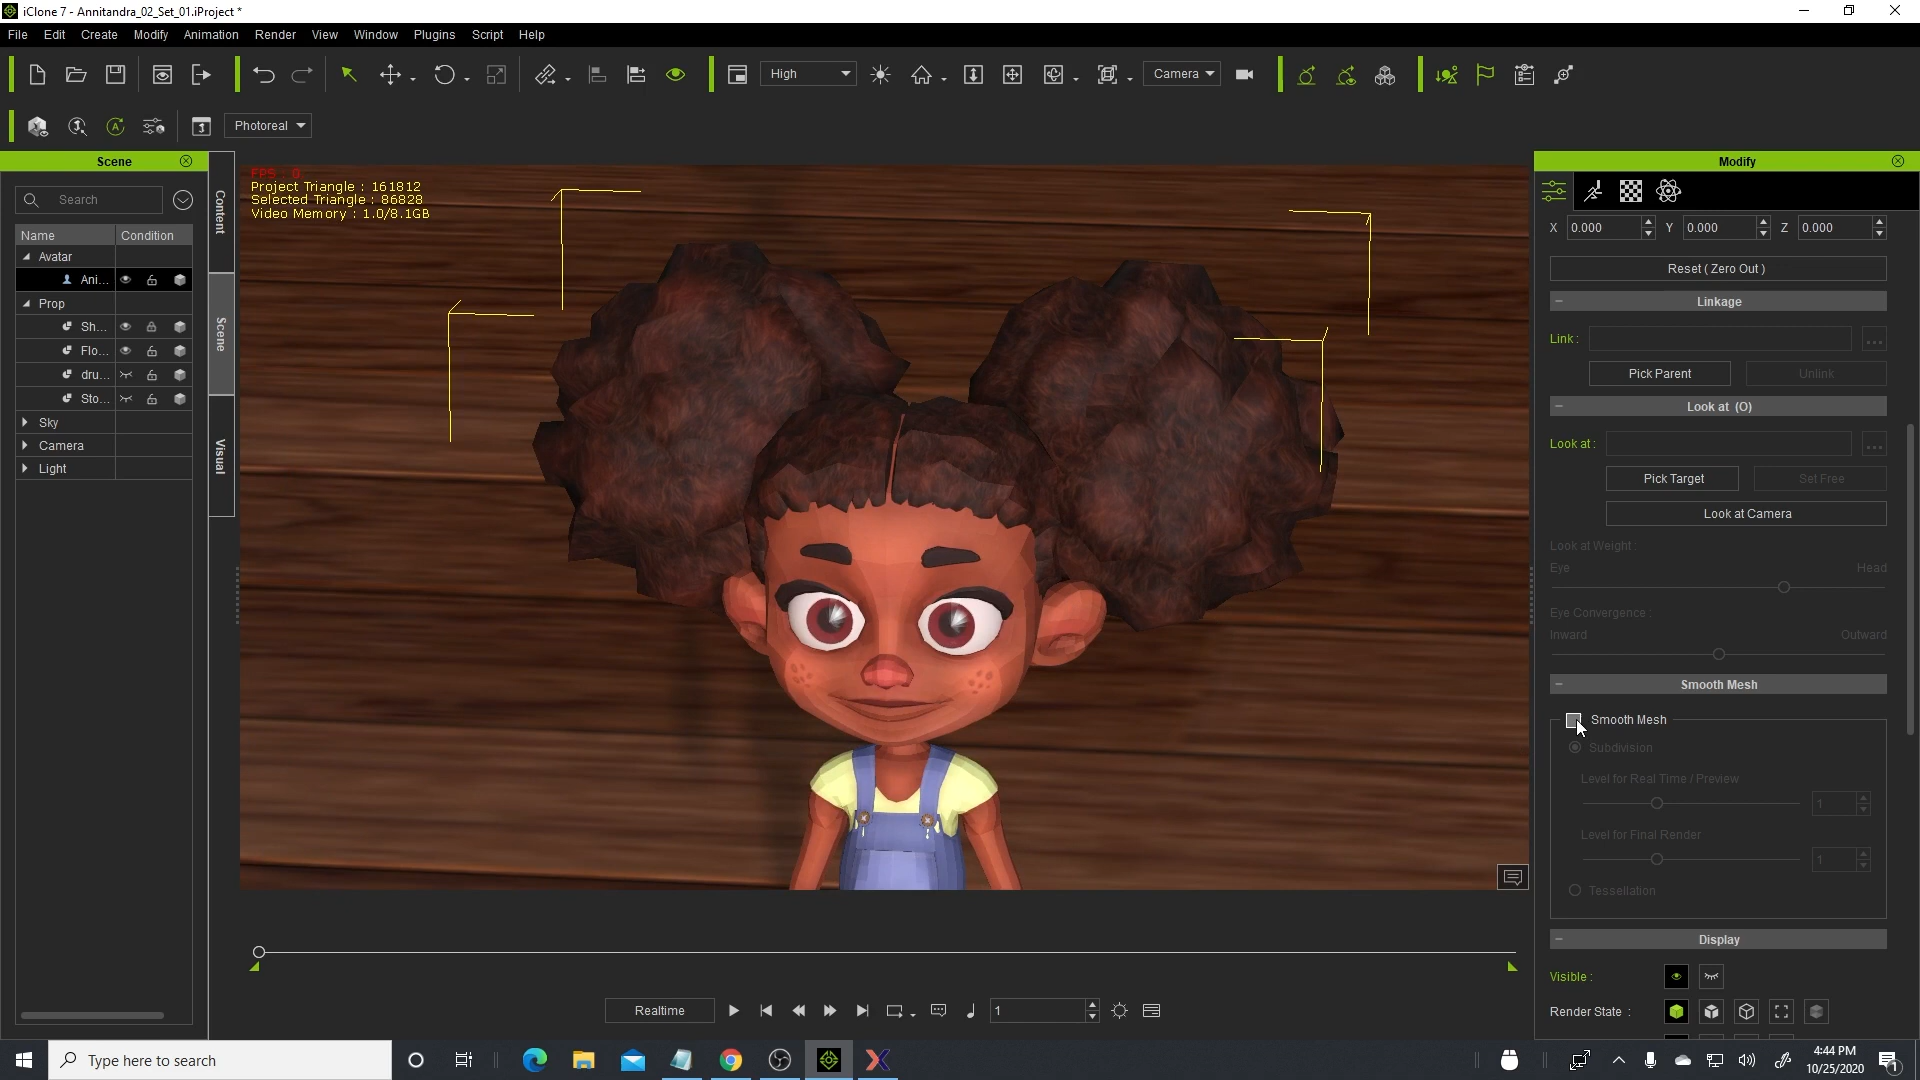 iClone 7 - Annitandra_02_Set_01.iProject *
File Edit Create Modify Animation Render View Window Plugins Script Help
High
Camera
Photoreal
Scene
Search
Name Condition
Avatar
Ani...
Prop
Sh...
Flo...
dru...
Sto...
Sky
Camera
Light
Content
Scene
Visual
FPS : 0
Project Triangle : 161812
Selected Triangle : 86828
Video Memory : 1.0/8.1GB
Realtime
1
Modify
X 0.000 Y 0.000 Z 0.000
Reset ( Zero Out )
Linkage
Link :
...
Pick Parent Unlink
Look at (O)
Look at :
...
Pick Target Set Free
Look at Camera
Look at Weight :
Eye Head
Eye Convergence :
Inward Outward
Smooth Mesh
Smooth Mesh
Subdivision
Level for Real Time / Preview
1
Level for Final Render
1
Tessellation
Display
Visible :
Render State :
Type here to search
4:44 PM
10/25/2020
1